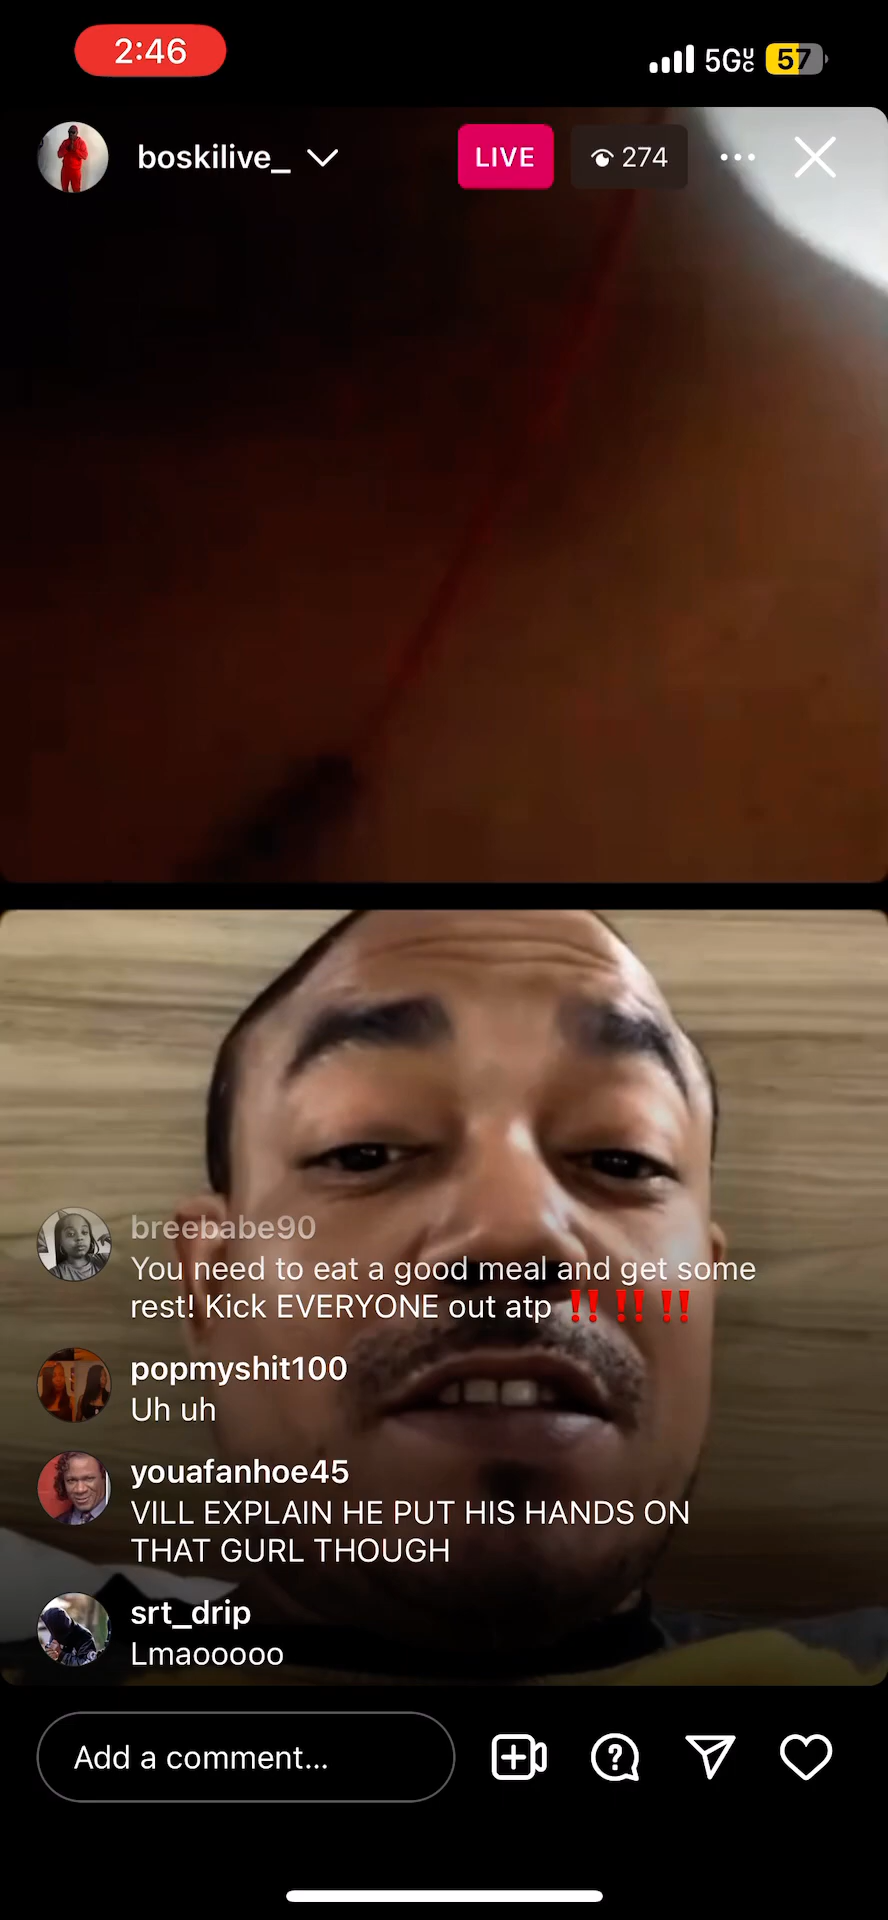 2:46
5GUC 57
boskilive_
LIVE
274
breebabe90
You need to eat a good meal and get some
rest! Kick EVERYONE out atp ‼️ ‼️ ‼️
popmyshit100
Uh uh
youafanhoe45
VILL EXPLAIN HE PUT HIS HANDS ON
THAT GURL THOUGH
srt_drip
Lmaooooo
Add a comment...